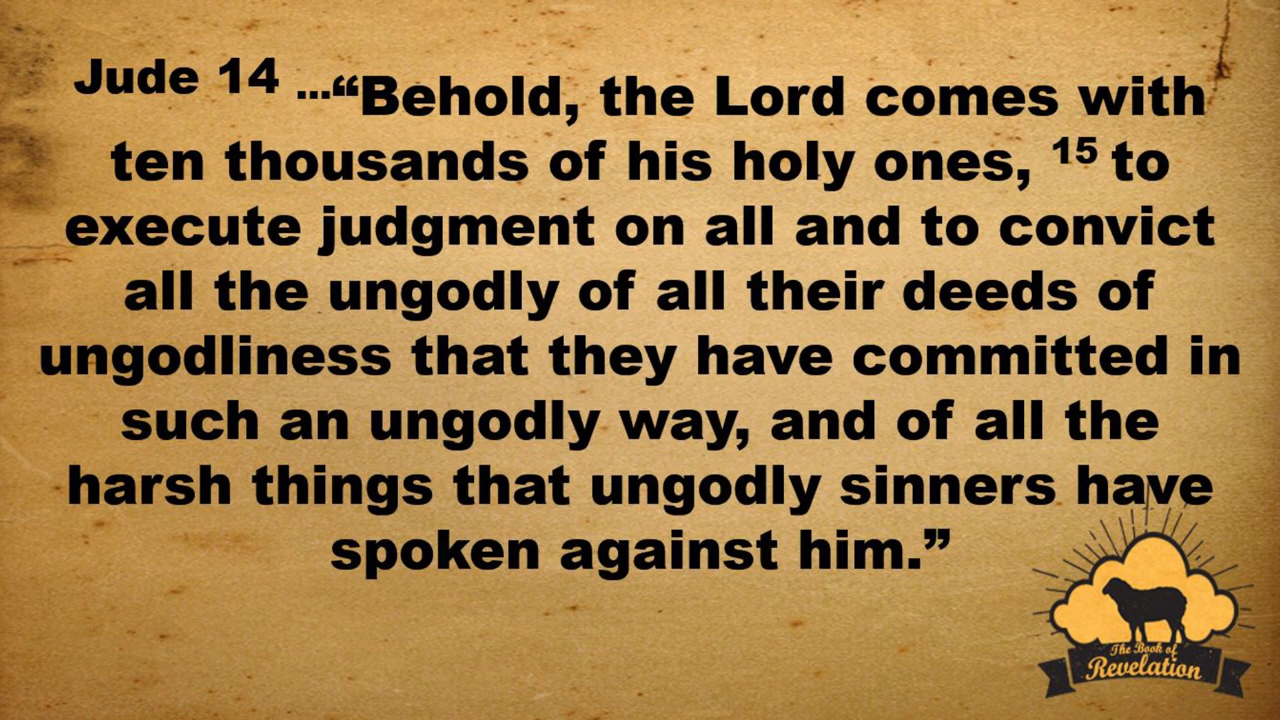 Jude 14 ...“Behold, the Lord comes with
ten thousands of his holy ones, 15 to
execute judgment on all and to convict
all the ungodly of all their deeds of
ungodliness that they have committed in
such an ungodly way, and of all the
harsh things that ungodly sinners have
spoken against him.”
The Book of
Revelation